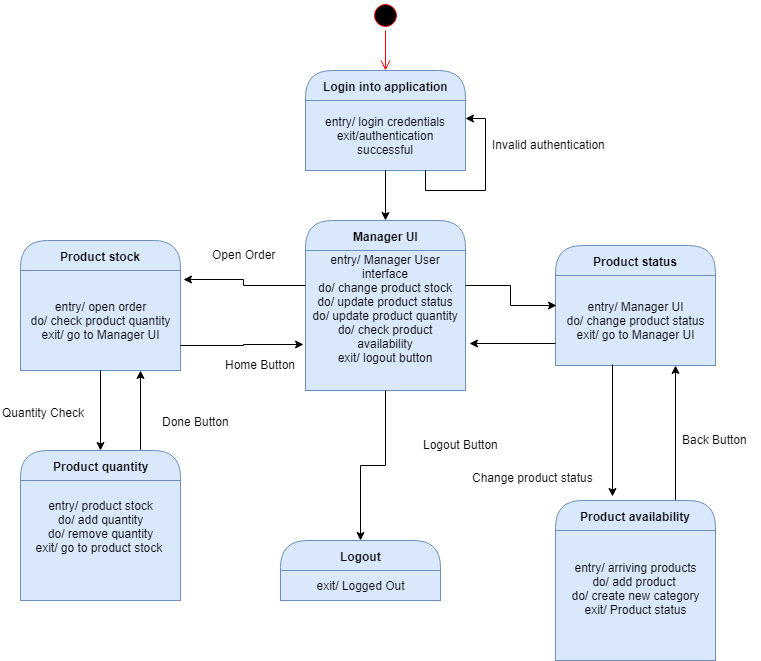 Login into application
entry/ login credentials
exit/authentication
successful
Invalid authentication
Manager UI
entry/ Manager User
interface
do/ change product stock
do/ update product status
do/ update product quantity
do/ check product
availability
exit/ logout button
Product stock
entry/ open order
do/ check product quantity
exit/ go to Manager UI
Open Order
Home Button
Product status
entry/ Manager UI
do/ change product status
exit/ go to Manager UI
Quantity Check
Done Button
Product quantity
entry/ product stock
do/ add quantity
do/ remove quantity
exit/ go to product stock
Logout Button
Logout
exit/ Logged Out
Change product status
Back Button
Product availability
entry/ arriving products
do/ add product
do/ create new category
exit/ Product status